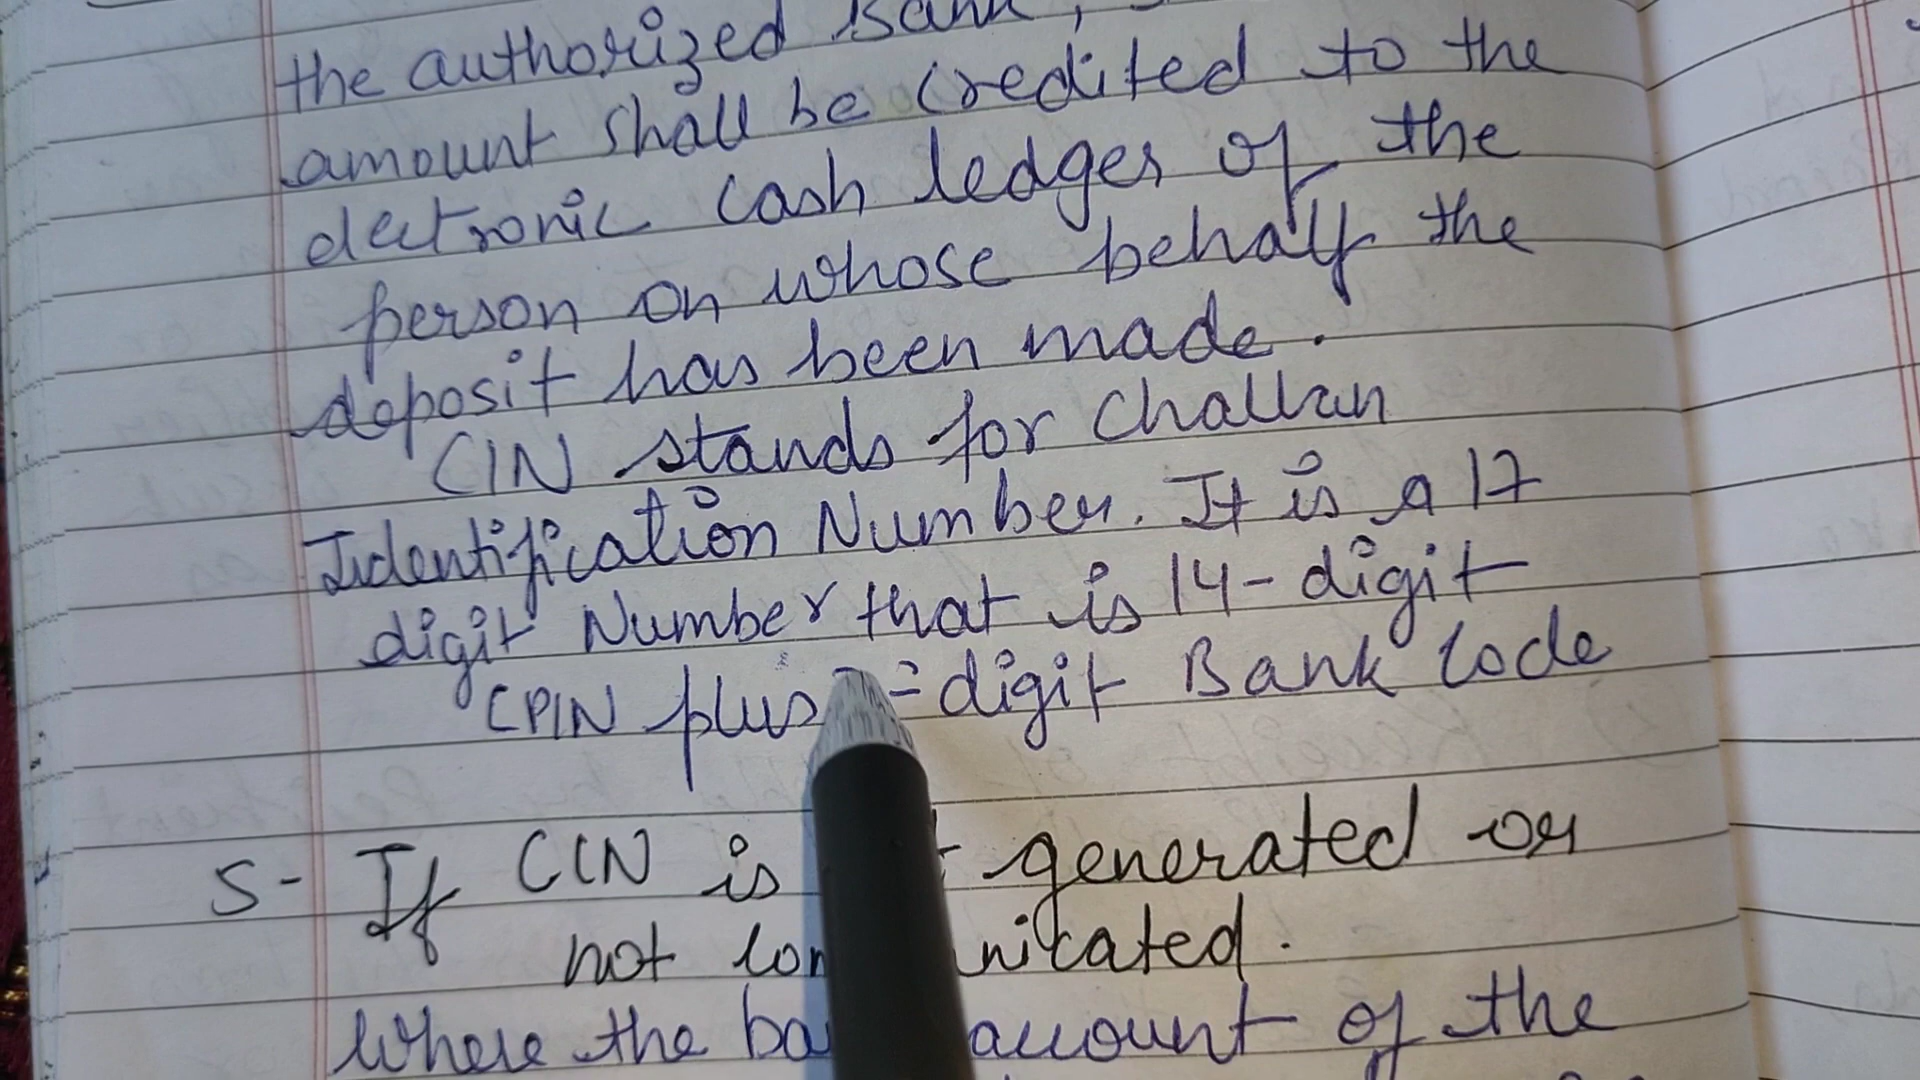 the authorized Bank,
amount shall be credited to the
electronic cash ledger of the
person on whose behalf the
deposit has been made.
CIN stands for Challan
Identification Number. It is a 17
digit Number that is 14-digit
CPIN plus -digit Bank Code
5- If CIN is generated or
not
Where the account of the